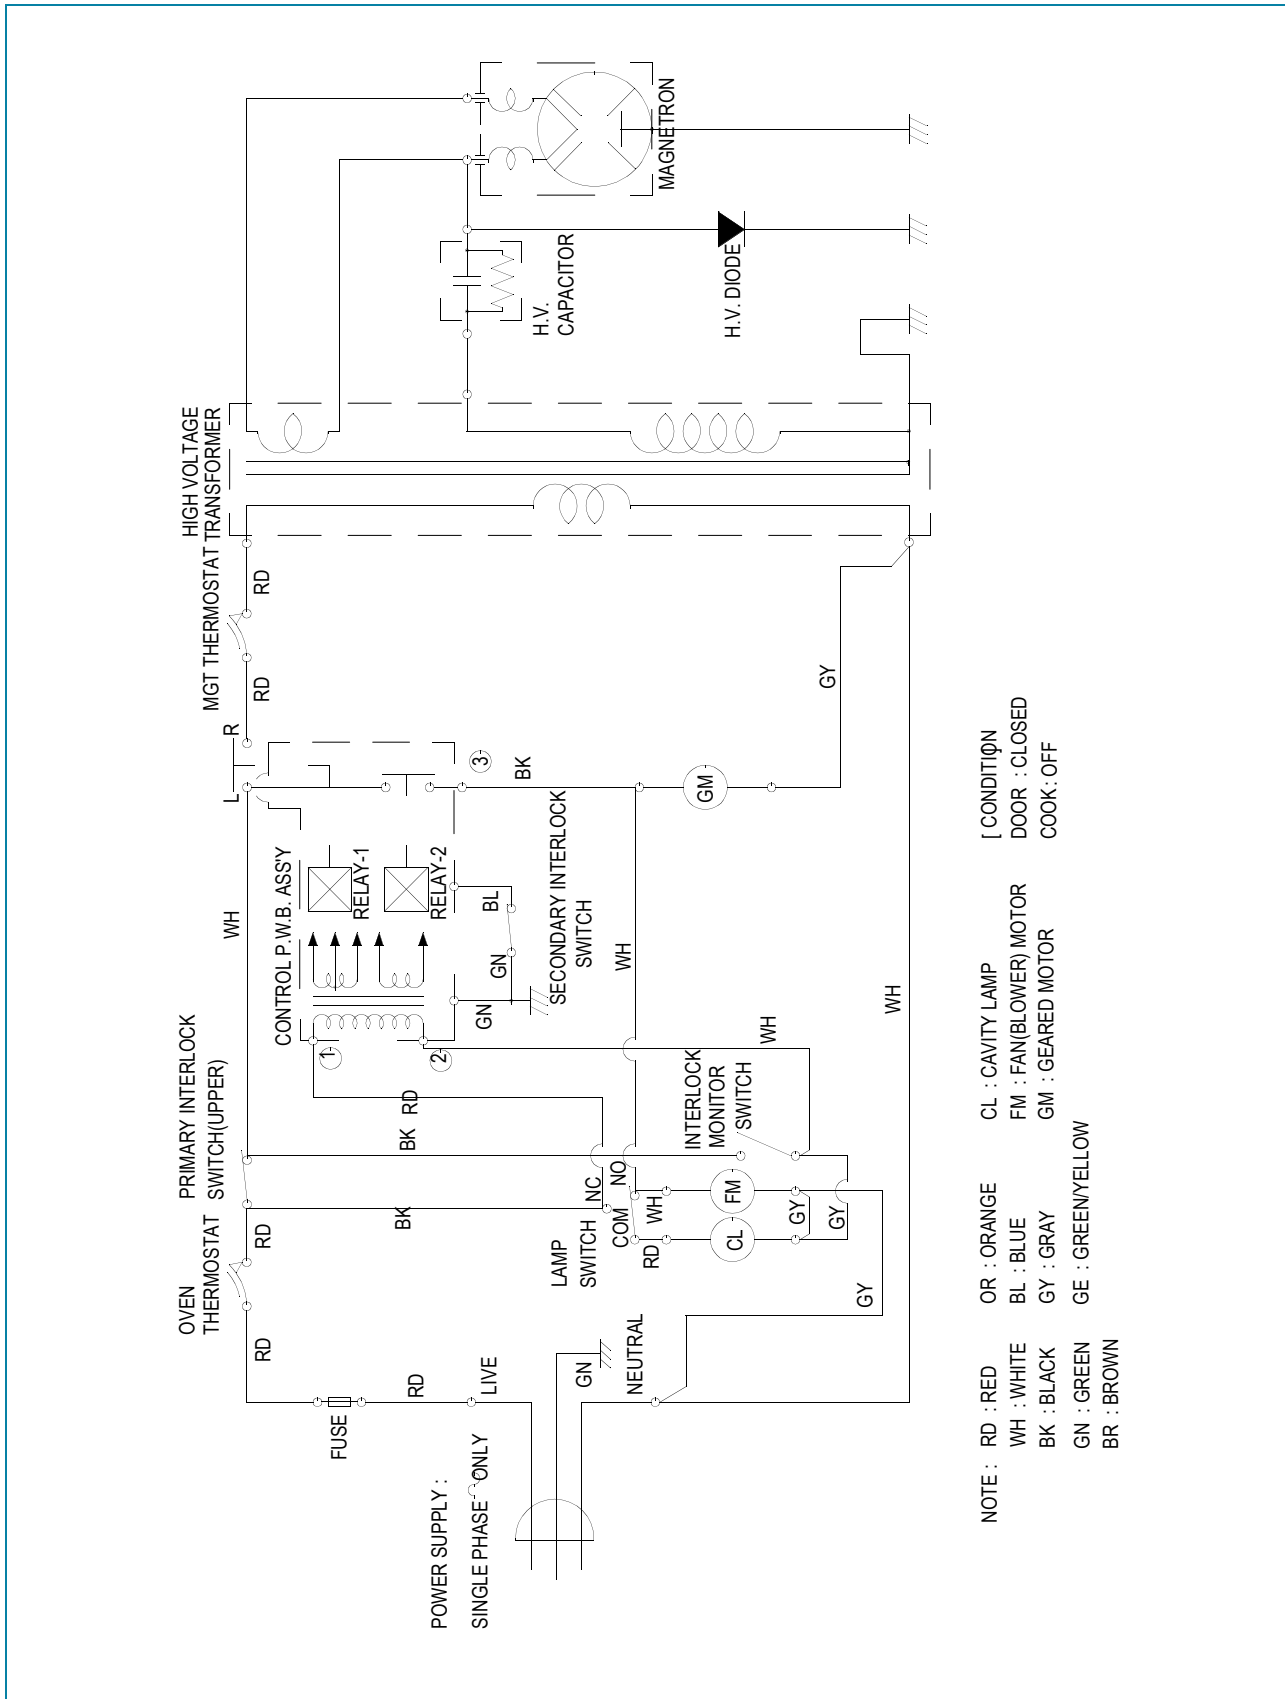 HIGH VOLTAGE
TRANSFORMER
MGT THERMOSTAT
PRIMARY INTERLOCK
SWITCH(UPPER)
OVEN
THERMOSTAT
RD
RD
WH
L
R
RD
RD
FUSE
RD
LIVE
POWER SUPPLY :
SINGLE PHASE ONLY
GN
NEUTRAL
BK
BK
RD
CONTROL P.W.B. ASS'Y
RELAY-1
RELAY-2
1
2
3
GN
GN
BL
BK
SECONDARY INTERLOCK
SWITCH
LAMP
SWITCH
NC
COM
NO
RD
WH
WH
INTERLOCK
MONITOR
SWITCH
CL
FM
GM
GY
GY
GY
WH
WH
GY
MAGNETRON
H.V.
CAPACITOR
H.V. DIODE
NOTE : RD : RED
WH : WHITE
BK : BLACK
GN : GREEN
BR : BROWN
OR : ORANGE
BL : BLUE
GY : GRAY
GE : GREEN/YELLOW
CL : CAVITY LAMP
FM : FAN(BLOWER) MOTOR
GM : GEARED MOTOR
[ CONDITION ]
DOOR : CLOSED
COOK : OFF